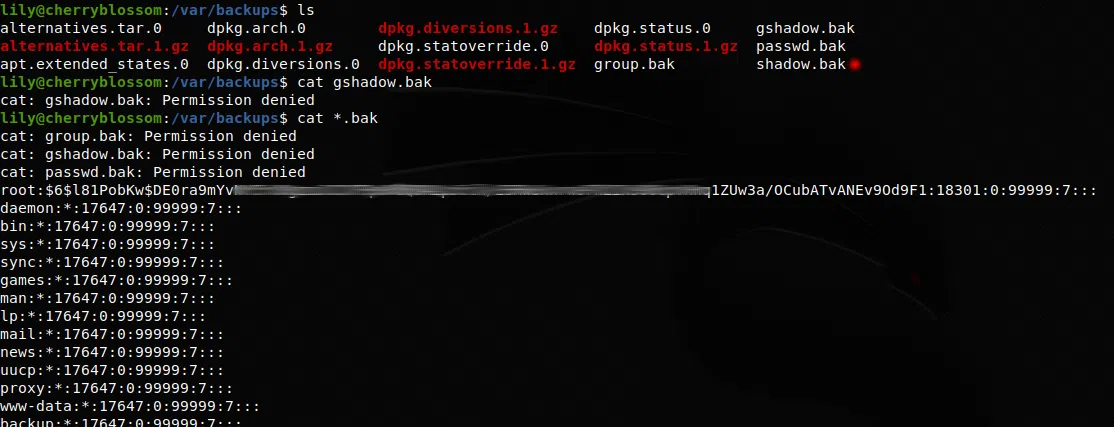 lily@cherryblossom:/var/backups$ ls
alternatives.tar.0 dpkg.arch.0 dpkg.diversions.1.gz dpkg.status.0 gshadow.bak
alternatives.tar.1.gz dpkg.arch.1.gz dpkg.statoverride.0 dpkg.status.1.gz passwd.bak
apt.extended_states.0 dpkg.diversions.0 dpkg.statoverride.1.gz group.bak shadow.bak
lily@cherryblossom:/var/backups$ cat gshadow.bak
cat: gshadow.bak: Permission denied
lily@cherryblossom:/var/backups$ cat *.bak
cat: group.bak: Permission denied
cat: gshadow.bak: Permission denied
cat: passwd.bak: Permission denied
root:$6$l81PobKw$DE0ra9mYv 1ZUw3a/OCubATvANEv9Od9F1:18301:0:99999:7:::
daemon:*:17647:0:99999:7:::
bin:*:17647:0:99999:7:::
sys:*:17647:0:99999:7:::
sync:*:17647:0:99999:7:::
games:*:17647:0:99999:7:::
man:*:17647:0:99999:7:::
lp:*:17647:0:99999:7:::
mail:*:17647:0:99999:7:::
news:*:17647:0:99999:7:::
uucp:*:17647:0:99999:7:::
proxy:*:17647:0:99999:7:::
www-data:*:17647:0:99999:7:::
backup:*:17647:0:99999:7:::